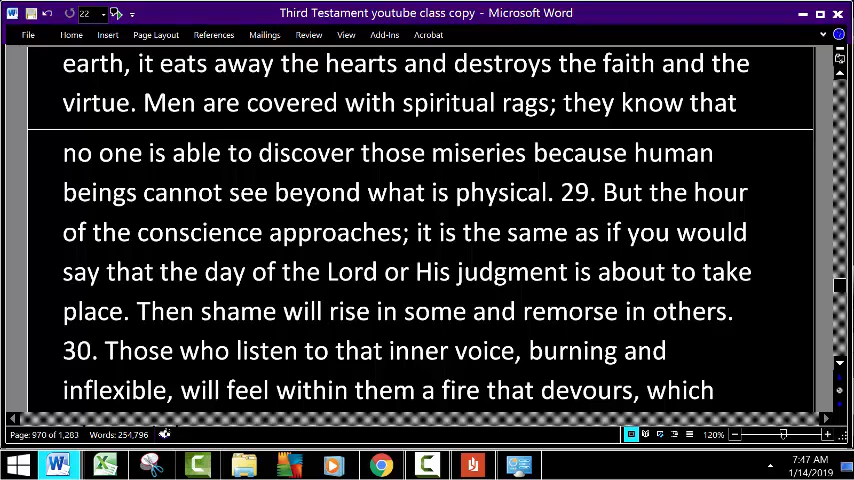 22
Third Testament youtube class copy - Microsoft Word
File Home Insert Page Layout References Mailings Review View Add-Ins Acrobat
earth, it eats away the hearts and destroys the faith and the
virtue. Men are covered with spiritual rags; they know that
no one is able to discover those miseries because human
beings cannot see beyond what is physical. 29. But the hour
of the conscience approaches; it is the same as if you would
say that the day of the Lord or His judgment is about to take
place. Then shame will rise in some and remorse in others.
30. Those who listen to that inner voice, burning and
inflexible, will feel within them a fire that devours, which
Page: 970 of 1,283 Words: 254,796 120%
7:47 AM
1/14/2019